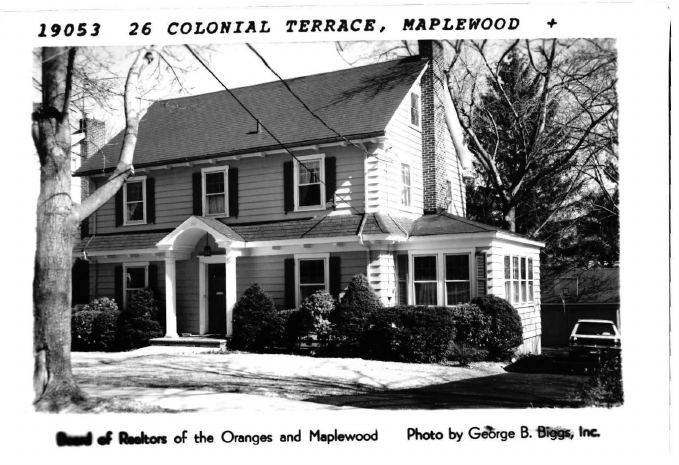 19053 26 COLONIAL TERRACE, MAPLEWOOD +
Board of Realtors of the Oranges and Maplewood Photo by George B. Biggs, Inc.